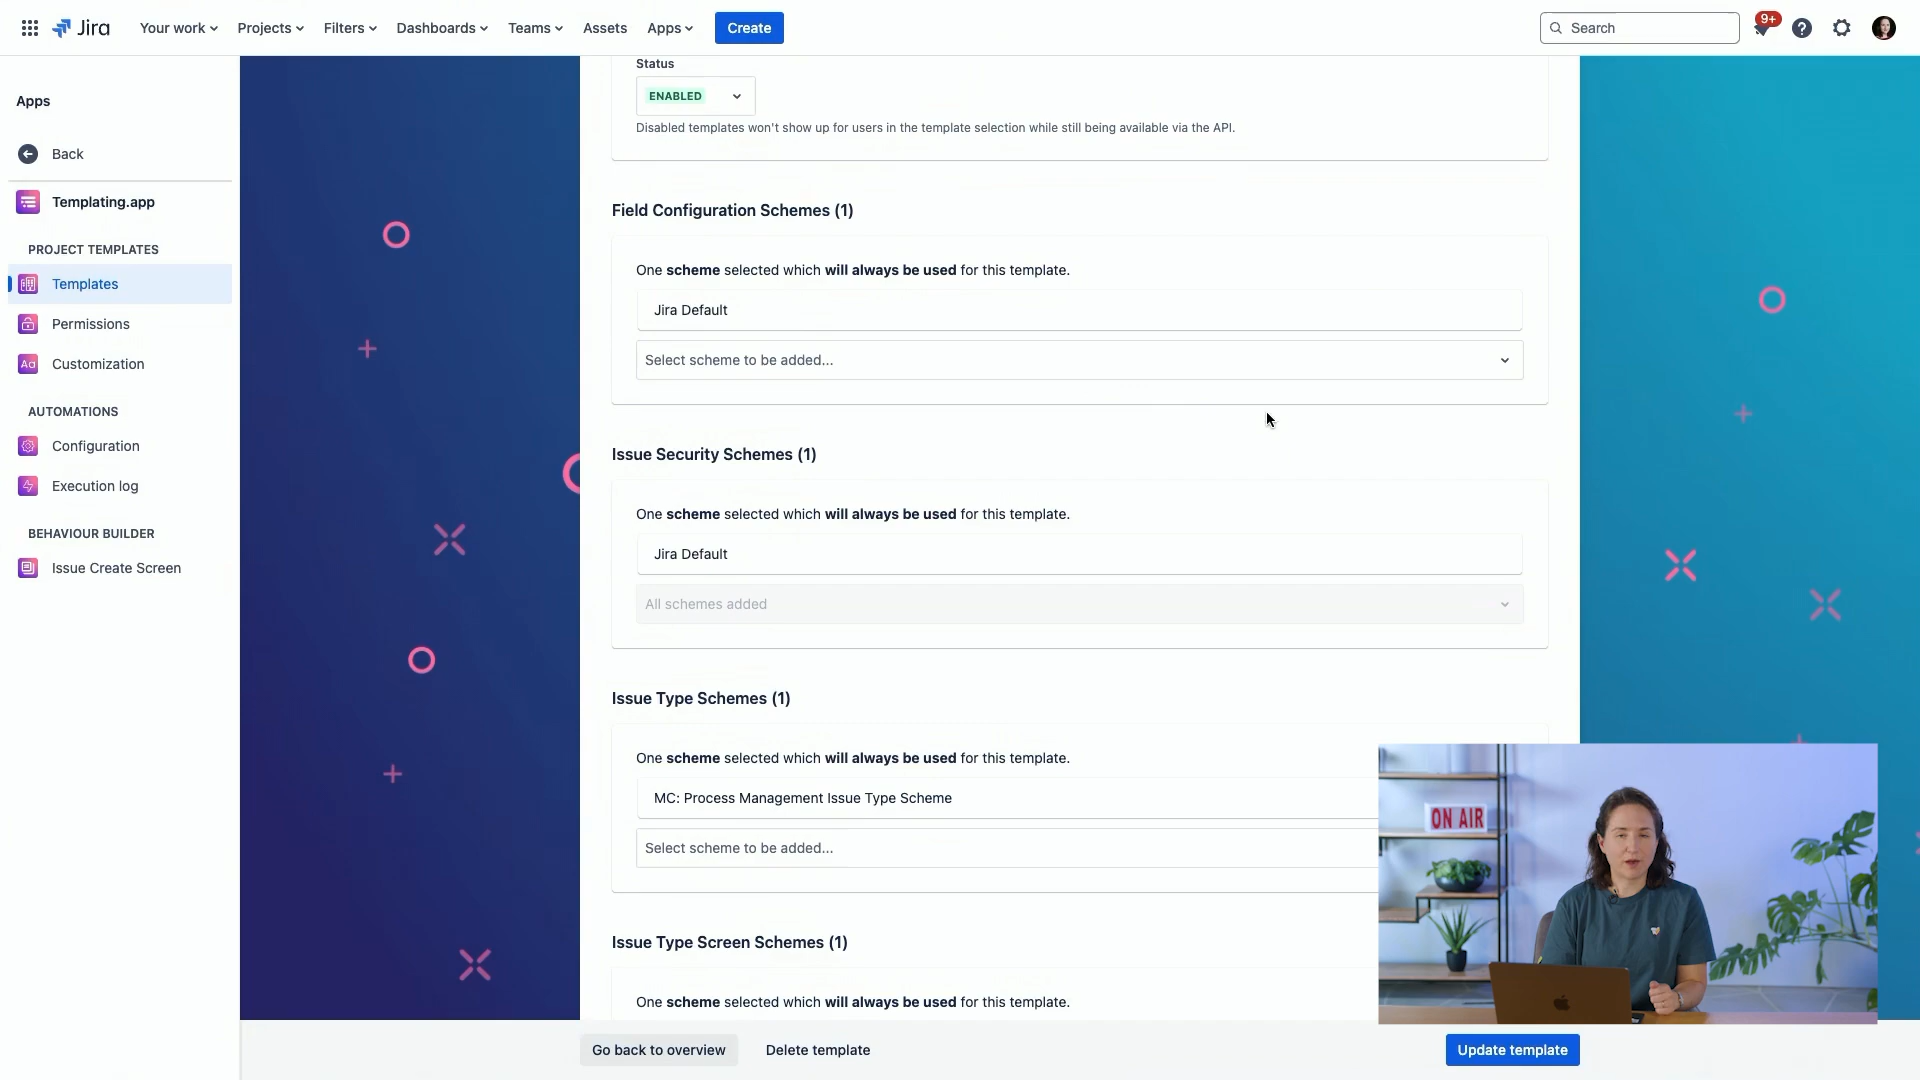 Jira
Your work
Projects
Filters
Dashboards
Teams
Assets
Apps
Create
Search
9+
Apps
Back
Templating.app
PROJECT TEMPLATES
Templates
Permissions
Aa
Customization
AUTOMATIONS
Configuration
Execution log
BEHAVIOUR BUILDER
Issue Create Screen
Status
ENABLED
Disabled templates won't show up for users in the template selection while still being available via the API.
Field Configuration Schemes (1)
One scheme selected which will always be used for this template.
Jira Default
Select scheme to be added...
Issue Security Schemes (1)
One scheme selected which will always be used for this template.
Jira Default
All schemes added
Issue Type Schemes (1)
One scheme selected which will always be used for this template.
MC: Process Management Issue Type Scheme
Select scheme to be added...
Issue Type Screen Schemes (1)
One scheme selected which will always be used for this template.
ON AIR
Go back to overview
Delete template
Update template